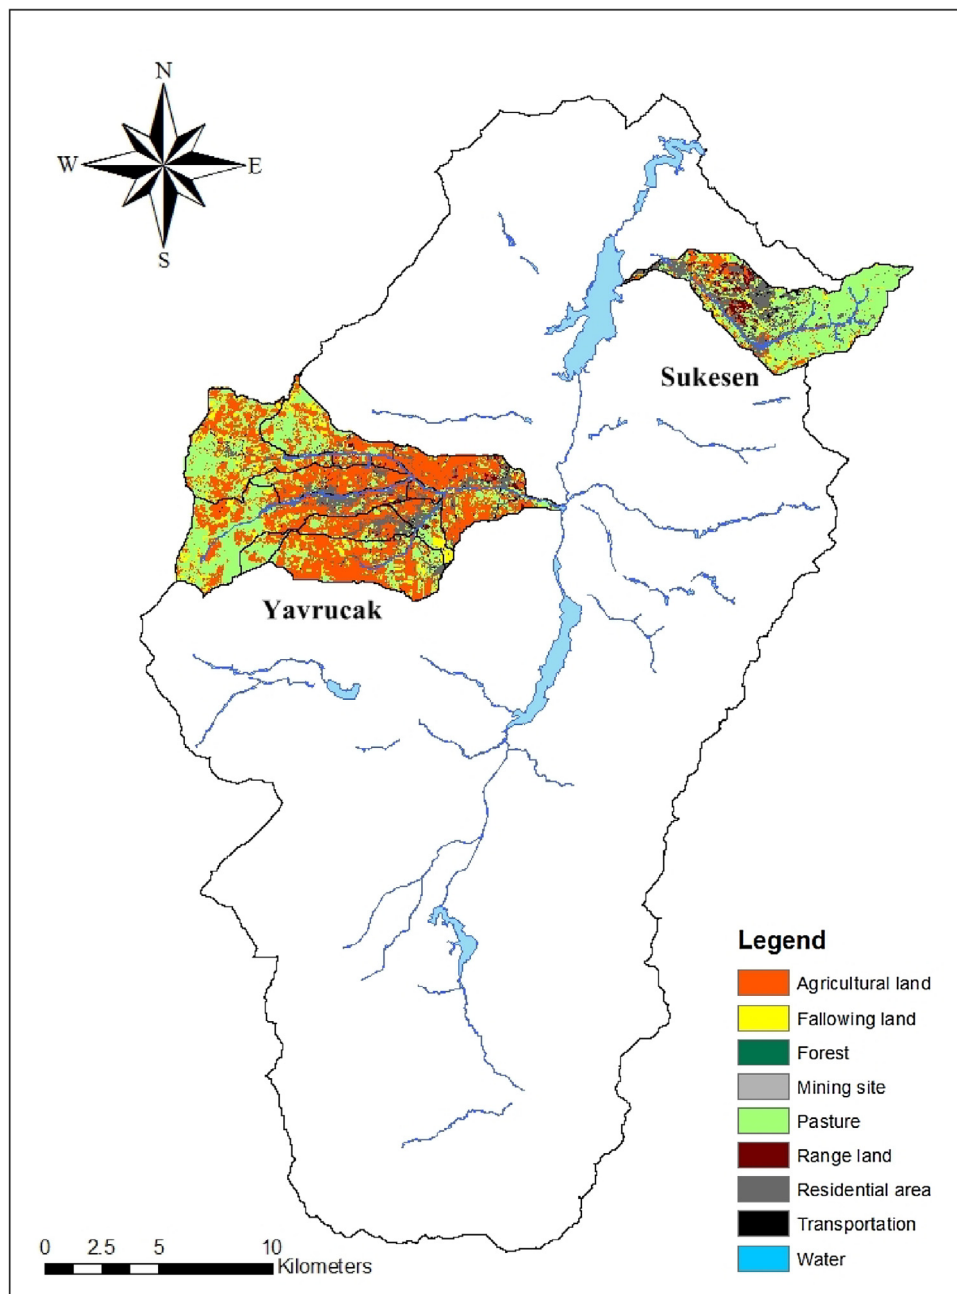 N
W E
S
Sukesen
Yavrucak
Legend
Agricultural land
Fallowing land
Forest
Mining site
Pasture
Range land
Residential area
Transportation
Water
0 2.5 5 10
Kilometers